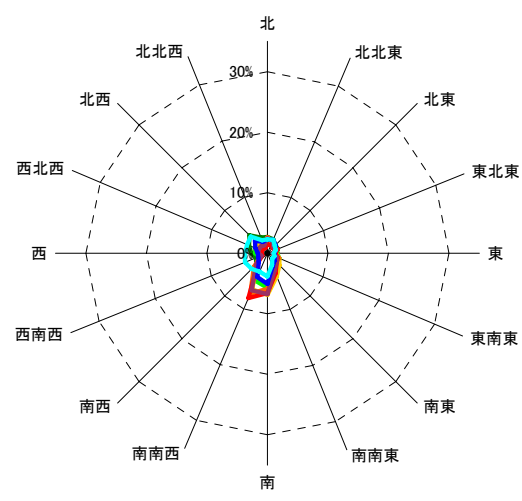 北
北北西
北北東
30%
北西
北東
20%
西北西
東北東
10%
西
0%
東
西南西
東南東
南西
南東
南南西
南南東
南